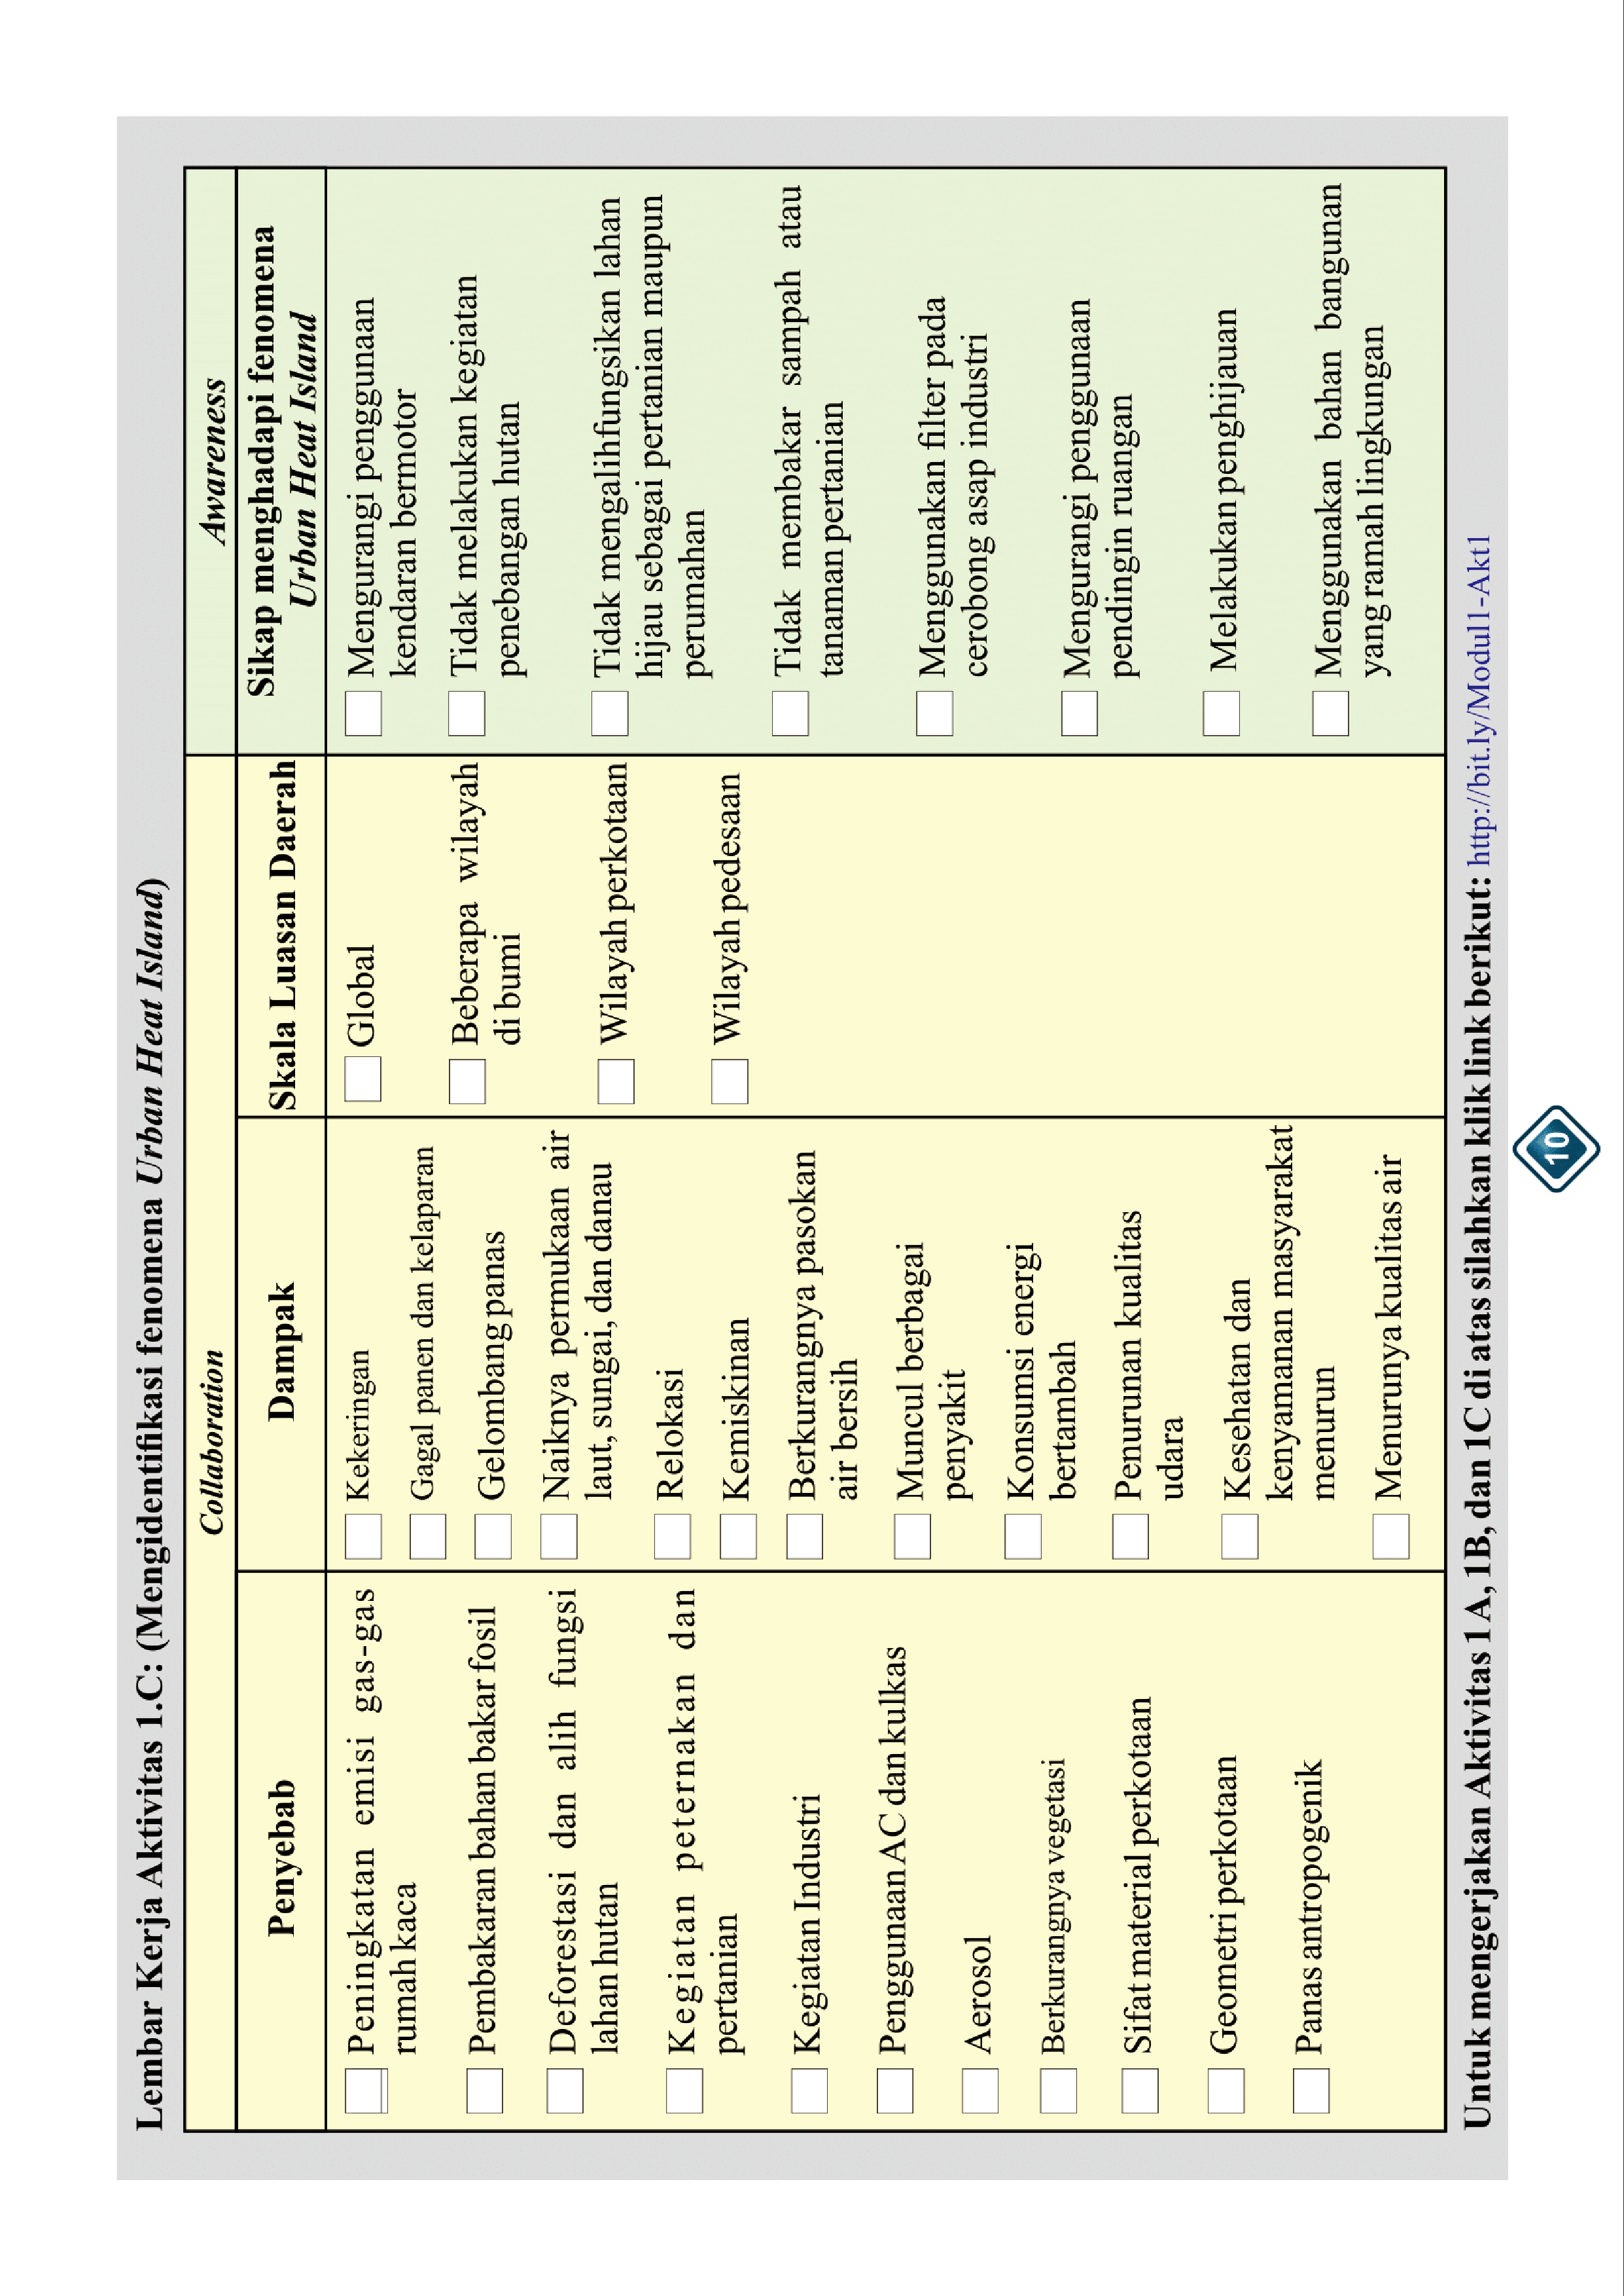 Lembar Kerja Aktivitas 1.C: (Mengidentifikasi fenomena Urban Heat Island)
Collaboration
Awareness
Penyebab
Dampak
Skala Luasan Daerah
Sikap menghadapi fenomena
Urban Heat Island
Peningkatan emisi gas-gas
rumah kaca
Pembakaran bahan bakar fosil
Deforestasi dan alih fungsi
lahan hutan
Kegiatan peternakan dan
pertanian
Kegiatan Industri
Penggunaan AC dan kulkas
Aerosol
Berkurangnya vegetasi
Sifat material perkotaan
Geometri perkotaan
Panas antropogenik
Kekeringan
Gagal panen dan kelaparan
Gelombang panas
Naiknya permukaan air
laut, sungai, dan danau
Relokasi
Kemiskinan
Berkurangnya pasokan
air bersih
Muncul berbagai
penyakit
Konsumsi energi
bertambah
Penurunan kualitas
udara
Kesehatan dan
kenyamanan masyarakat
menurun
Menurunya kualitas air
Global
Beberapa wilayah
di bumi
Wilayah perkotaan
Wilayah pedesaan
Mengurangi penggunaan
kendaran bermotor
Tidak melakukan kegiatan
penebangan hutan
Tidak mengalihfungsikan lahan
hijau sebagai pertanian maupun
perumahan
Tidak membakar sampah atau
tanaman pertanian
Menggunakan filter pada
cerobong asap industri
Mengurangi penggunaan
pendingin ruangan
Melakukan penghijauan
Menggunakan bahan bangunan
yang ramah lingkungan
Untuk mengerjakan Aktivitas 1 A, 1B, dan 1C di atas silahkan klik link berikut: http://bit.ly/Modul1-Akt1
10